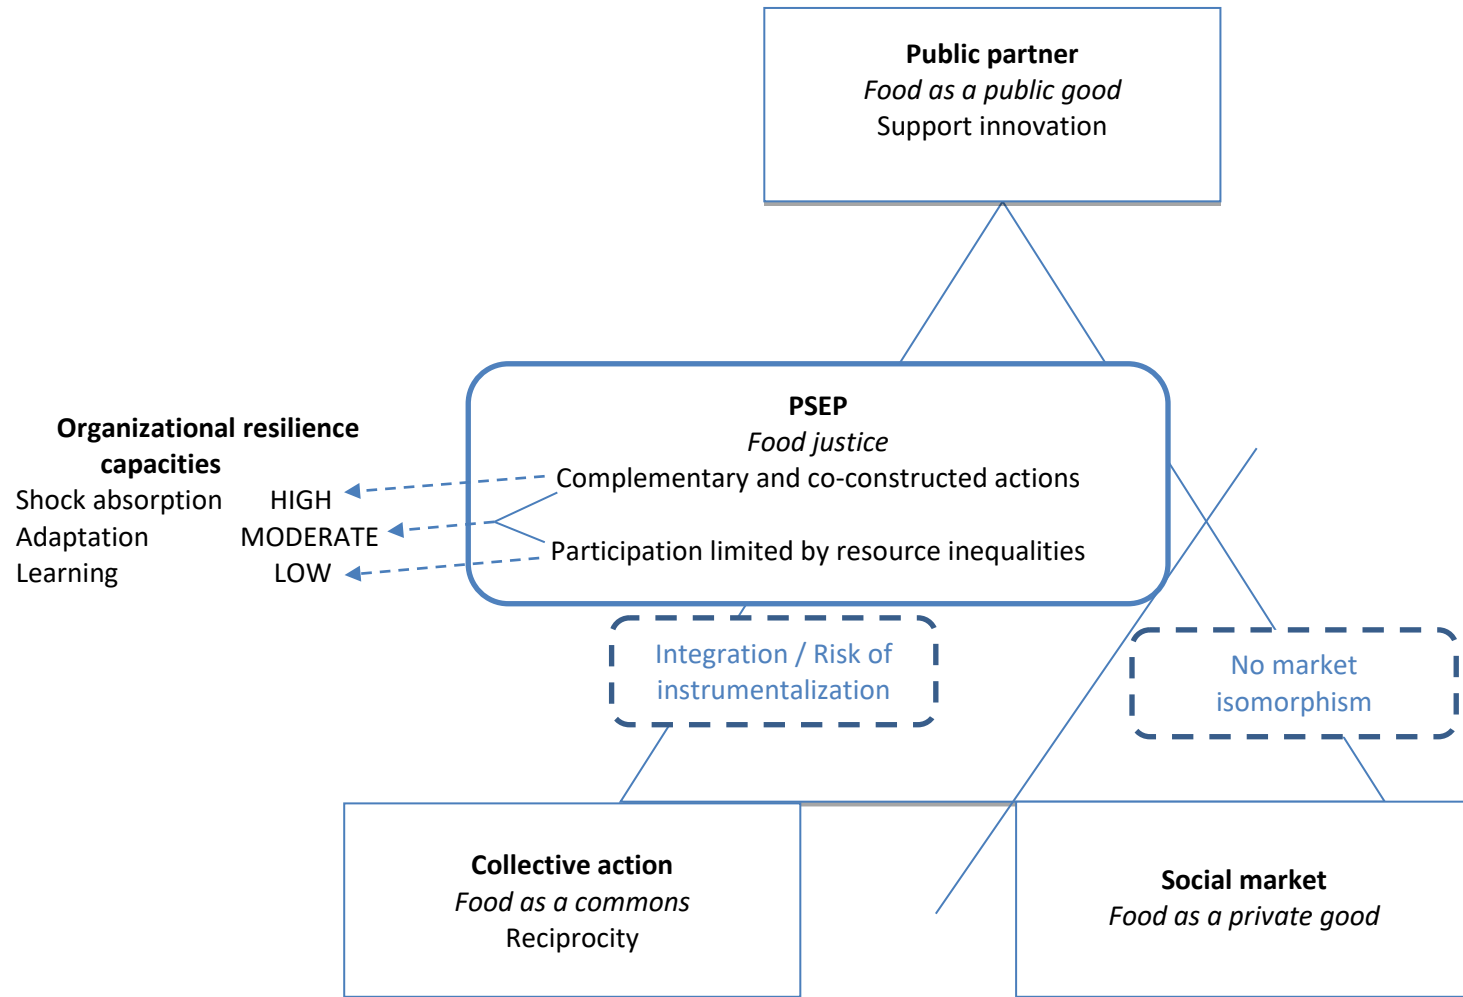 Public partner
Food as a public good
Support innovation
PSEP
Food justice
Complementary and co-constructed actions
Participation limited by resource inequalities
Organizational resilience
capacities
Shock absorption HIGH
Adaptation MODERATE
Learning LOW
Integration / Risk of
instrumentalization
No market
isomorphism
Collective action
Food as a commons
Reciprocity
Social market
Food as a private good